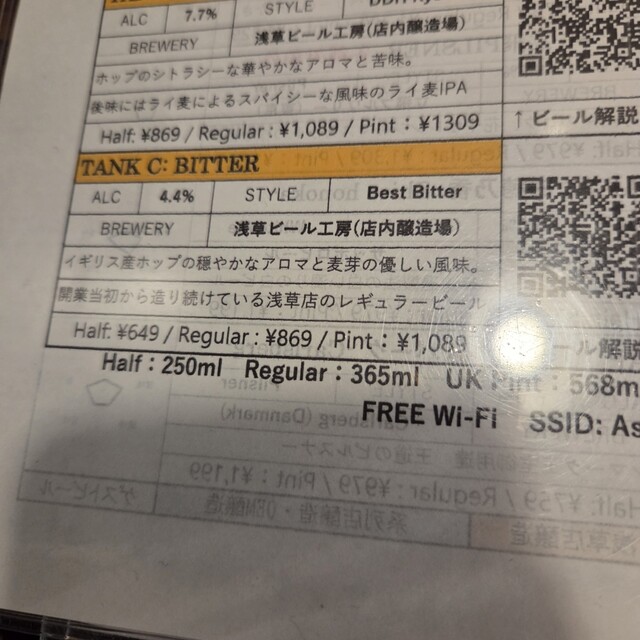 ALC 7.7% STYLE
BREWERY 浅草ビール工房(店内醸造場)
ホップのシトラシーな華やかなアロマと苦味。
後味にはライ麦によるスパイシーな風味のライ麦IPA
Half: ¥869 / Regular : ¥1,089 / Pint : ¥1309
↑ビール解説
TANK C: BITTER
ALC 4.4% STYLE Best Bitter
BREWERY 浅草ビール工房(店内醸造場)
イギリス産ホップの穏やかなアロマと麦芽の優しい風味。
開業当初から造り続けている浅草店のレギュラービール
Half: ¥649 / Regular : ¥869 / Pint : ¥1,089
ール解説
Half : 250ml Regular : 365ml UK Pint : 568m
FREE Wi-Fi SSID: As